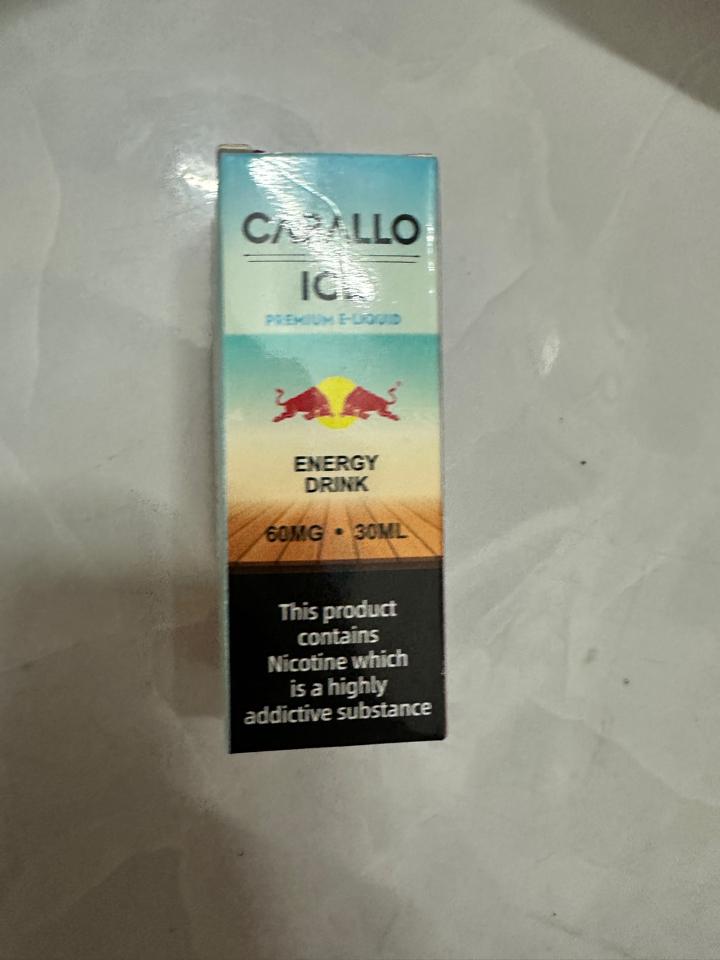 CABALLO
ICE
PREMIUM E-LIQUID
ENERGY
DRINK
60MG • 30ML
This product
contains
Nicotine which
is a highly
addictive substance